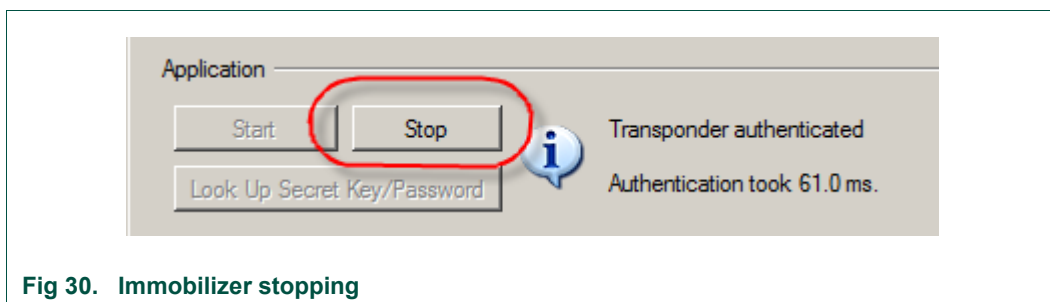 Application
Start
Stop
Transponder authenticated
Look Up Secret Key/Password
Authentication took 61.0 ms.
Fig 30. Immobilizer stopping